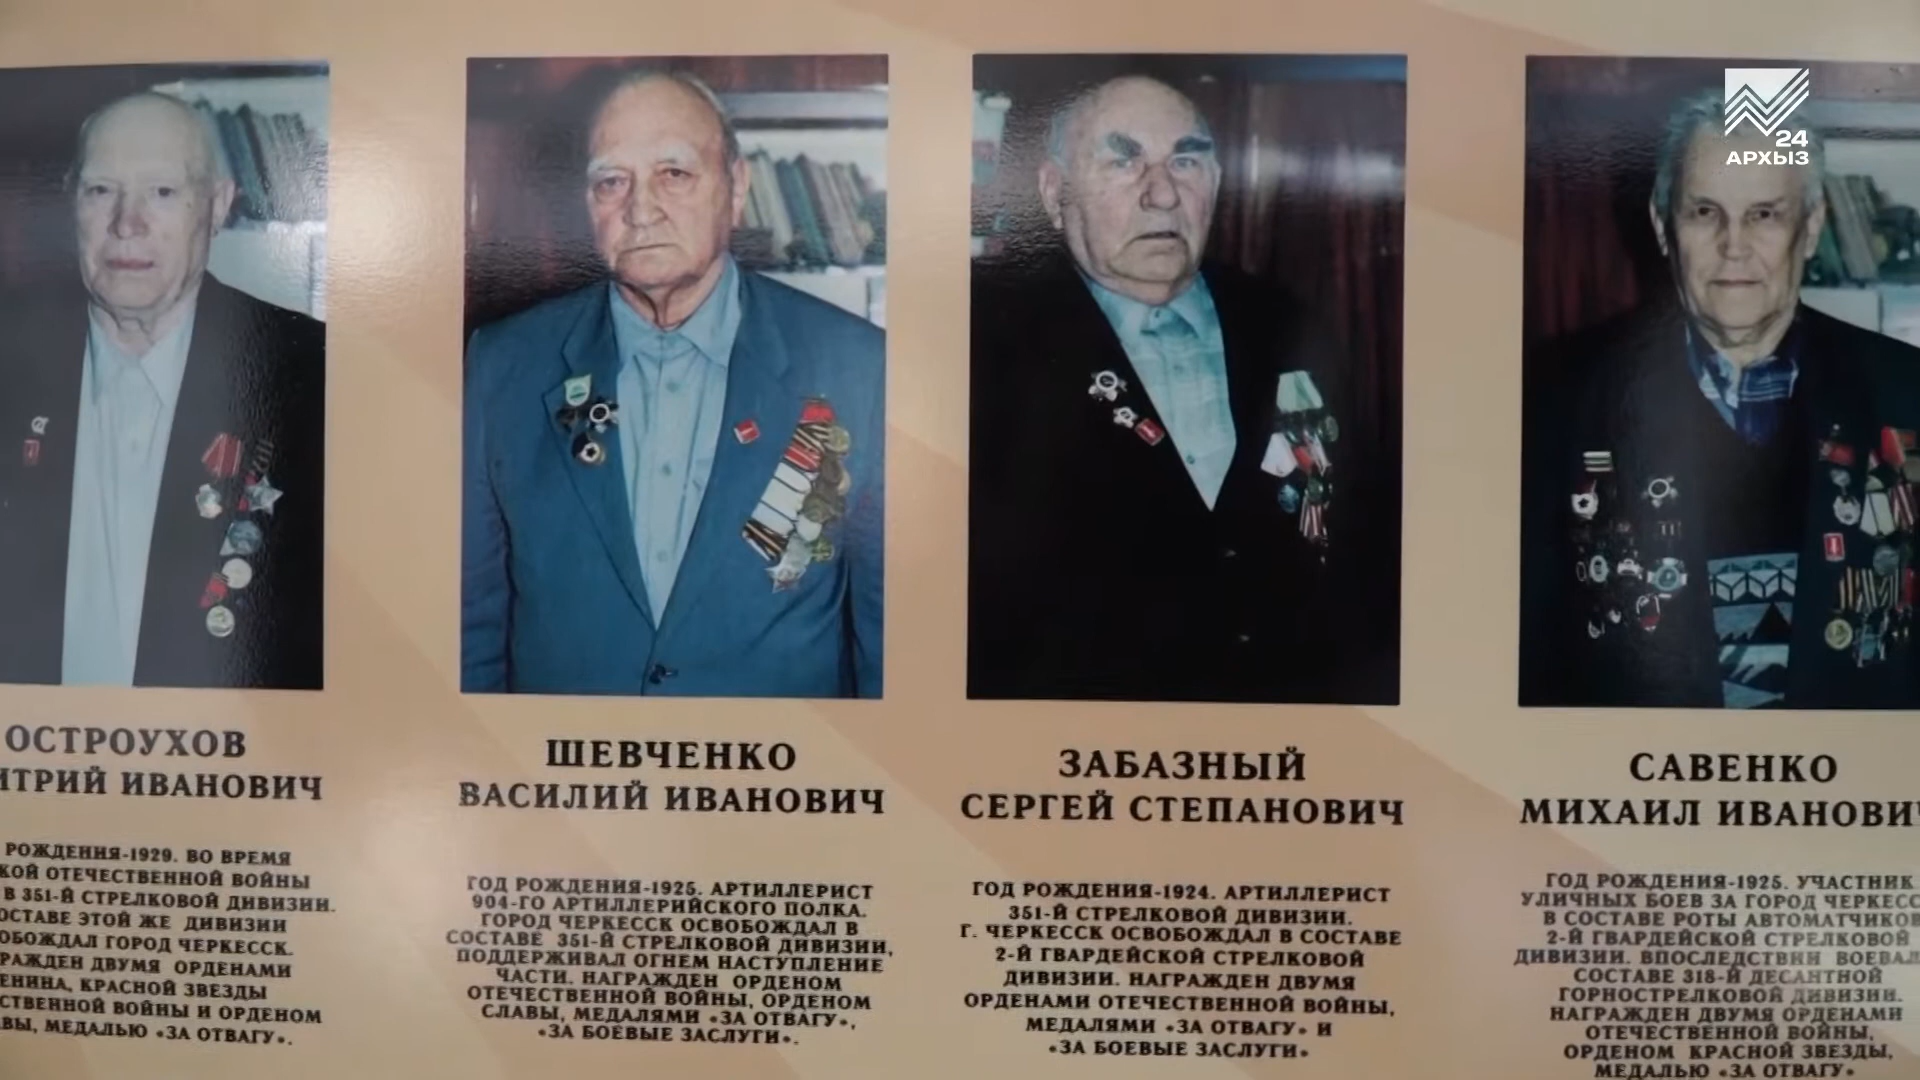 24
АРХЫЗ
ОСТРОУХОВ
ИТРИЙ ИВАНОВИЧ
РОЖДЕНИЯ-1929. ВО ВРЕМЯ
КОЙ ОТЕЧЕСТВЕННОЙ ВОЙНЫ
В 351-Й СТРЕЛКОВОЙ ДИВИЗИИ.
ОСТАВЕ ЭТОЙ ЖЕ ДИВИЗИИ
ОБОЖДАЛ ГОРОД ЧЕРКЕССК.
РАЖДЕН ДВУМЯ ОРДЕНАМИ
ЕНИНА, КРАСНОЙ ЗВЕЗДЫ
СТВЕННОЙ ВОЙНЫ И ОРДЕНОМ
ВЫ, МЕДАЛЬЮ «ЗА ОТВАГУ».
ШЕВЧЕНКО
ВАСИЛИЙ ИВАНОВИЧ
ГОД РОЖДЕНИЯ-1925. АРТИЛЛЕРИСТ
904-ГО АРТИЛЛЕРИЙСКОГО ПОЛКА.
ГОРОД ЧЕРКЕССК ОСВОБОЖДАЛ В
СОСТАВЕ 351-Й СТРЕЛКОВОЙ ДИВИЗИИ,
ПОДДЕРЖИВАЛ ОГНЕМ НАСТУПЛЕНИЕ
ЧАСТИ. НАГРАЖДЕН ОРДЕНОМ
ОТЕЧЕСТВЕННОЙ ВОЙНЫ, ОРДЕНОМ
СЛАВЫ, МЕДАЛЯМИ «ЗА ОТВАГУ»,
«ЗА БОЕВЫЕ ЗАСЛУГИ».
ЗАБАЗНЫЙ
СЕРГЕЙ СТЕПАНОВИЧ
ГОД РОЖДЕНИЯ-1924. АРТИЛЛЕРИСТ
351-Й СТРЕЛКОВОЙ ДИВИЗИИ.
Г. ЧЕРКЕССК ОСВОБОЖДАЛ В СОСТАВЕ
2-Й ГВАРДЕЙСКОЙ СТРЕЛКОВОЙ
ДИВИЗИИ. НАГРАЖДЕН ДВУМЯ
ОРДЕНАМИ ОТЕЧЕСТВЕННОЙ ВОЙНЫ,
МЕДАЛЯМИ «ЗА ОТВАГУ» И
«ЗА БОЕВЫЕ ЗАСЛУГИ»
САВЕНКО
МИХАИЛ ИВАНОВИЧ
ГОД РОЖДЕНИЯ-1925. УЧАСТНИК
УЛИЧНЫХ БОЕВ ЗА ГОРОД ЧЕРКЕСС
В СОСТАВЕ РОТЫ АВТОМАТЧИКОВ
2-Й ГВАРДЕЙСКОЙ СТРЕЛКОВОЙ
ДИВИЗИИ. ВПОСЛЕДСТВИИ ВОЕВАЛ
СОСТАВЕ 318-Й ДЕСАНТНОЙ
ГОРНОСТРЕЛКОВОЙ ДИВИЗИИ.
НАГРАЖДЕН ДВУМЯ ОРДЕНАМИ
ОТЕЧЕСТВЕННОЙ ВОЙНЫ,
ОРДЕНОМ КРАСНОЙ ЗВЕЗДЫ,
МЕДАЛЬЮ «ЗА ОТВАГУ»